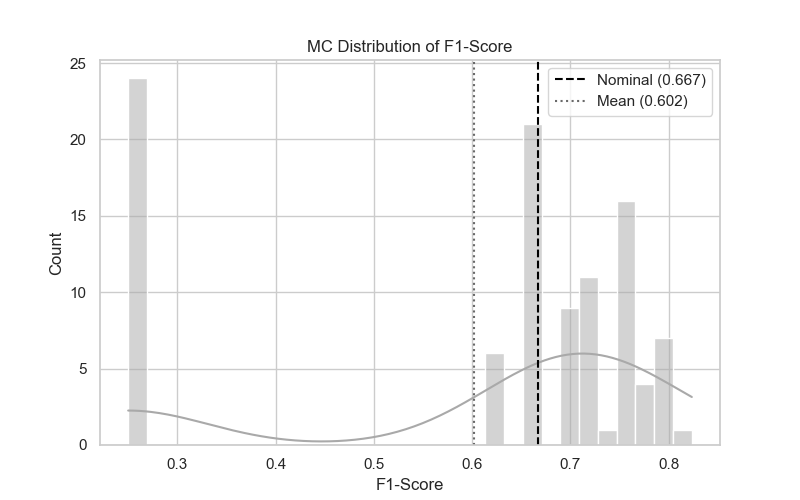 MC Distribution of F1-Score
Nominal (0.667)
Mean (0.602)
Count
25
20
15
10
5
0
0.3 0.4 0.5 0.6 0.7 0.8
F1-Score